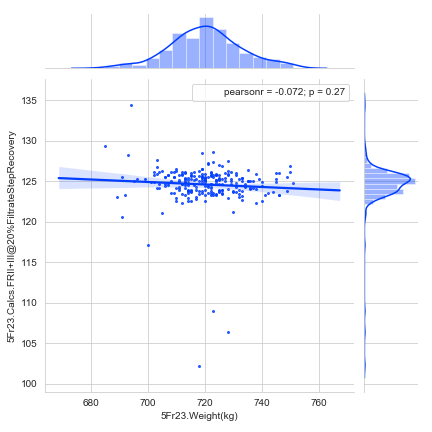 pearsonr = -0.072; p = 0.27
135
130
125
120
115
110
105
100
5Fr23.Calcs.FRII+III@20%FiltrateStepRecovery
680 700 720 740 760
5Fr23.Weight(kg)